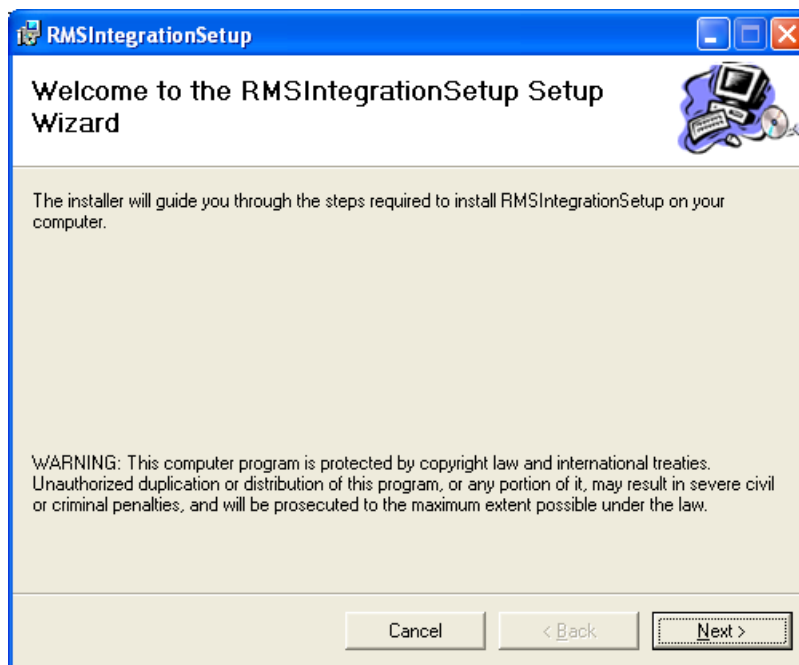 RMSIntegrationSetup
Welcome to the RMSIntegrationSetup Setup
Wizard
The installer will guide you through the steps required to install RMSIntegrationSetup on your
computer.
WARNING: This computer program is protected by copyright law and international treaties.
Unauthorized duplication or distribution of this program, or any portion of it, may result in severe civil
or criminal penalties, and will be prosecuted to the maximum extent possible under the law.
Cancel < Back Next >